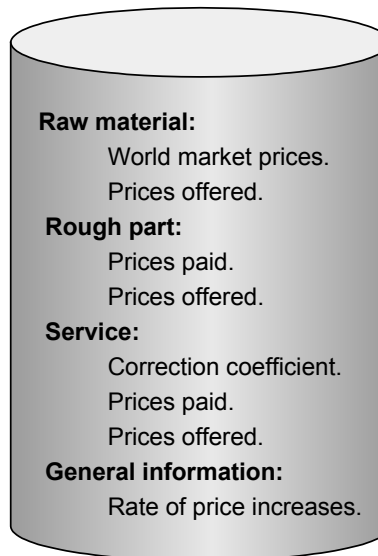 Raw material:
World market prices.
Prices offered.
Rough part:
Prices paid.
Prices offered.
Service:
Correction coefficient.
Prices paid.
Prices offered.
General information:
Rate of price increases.